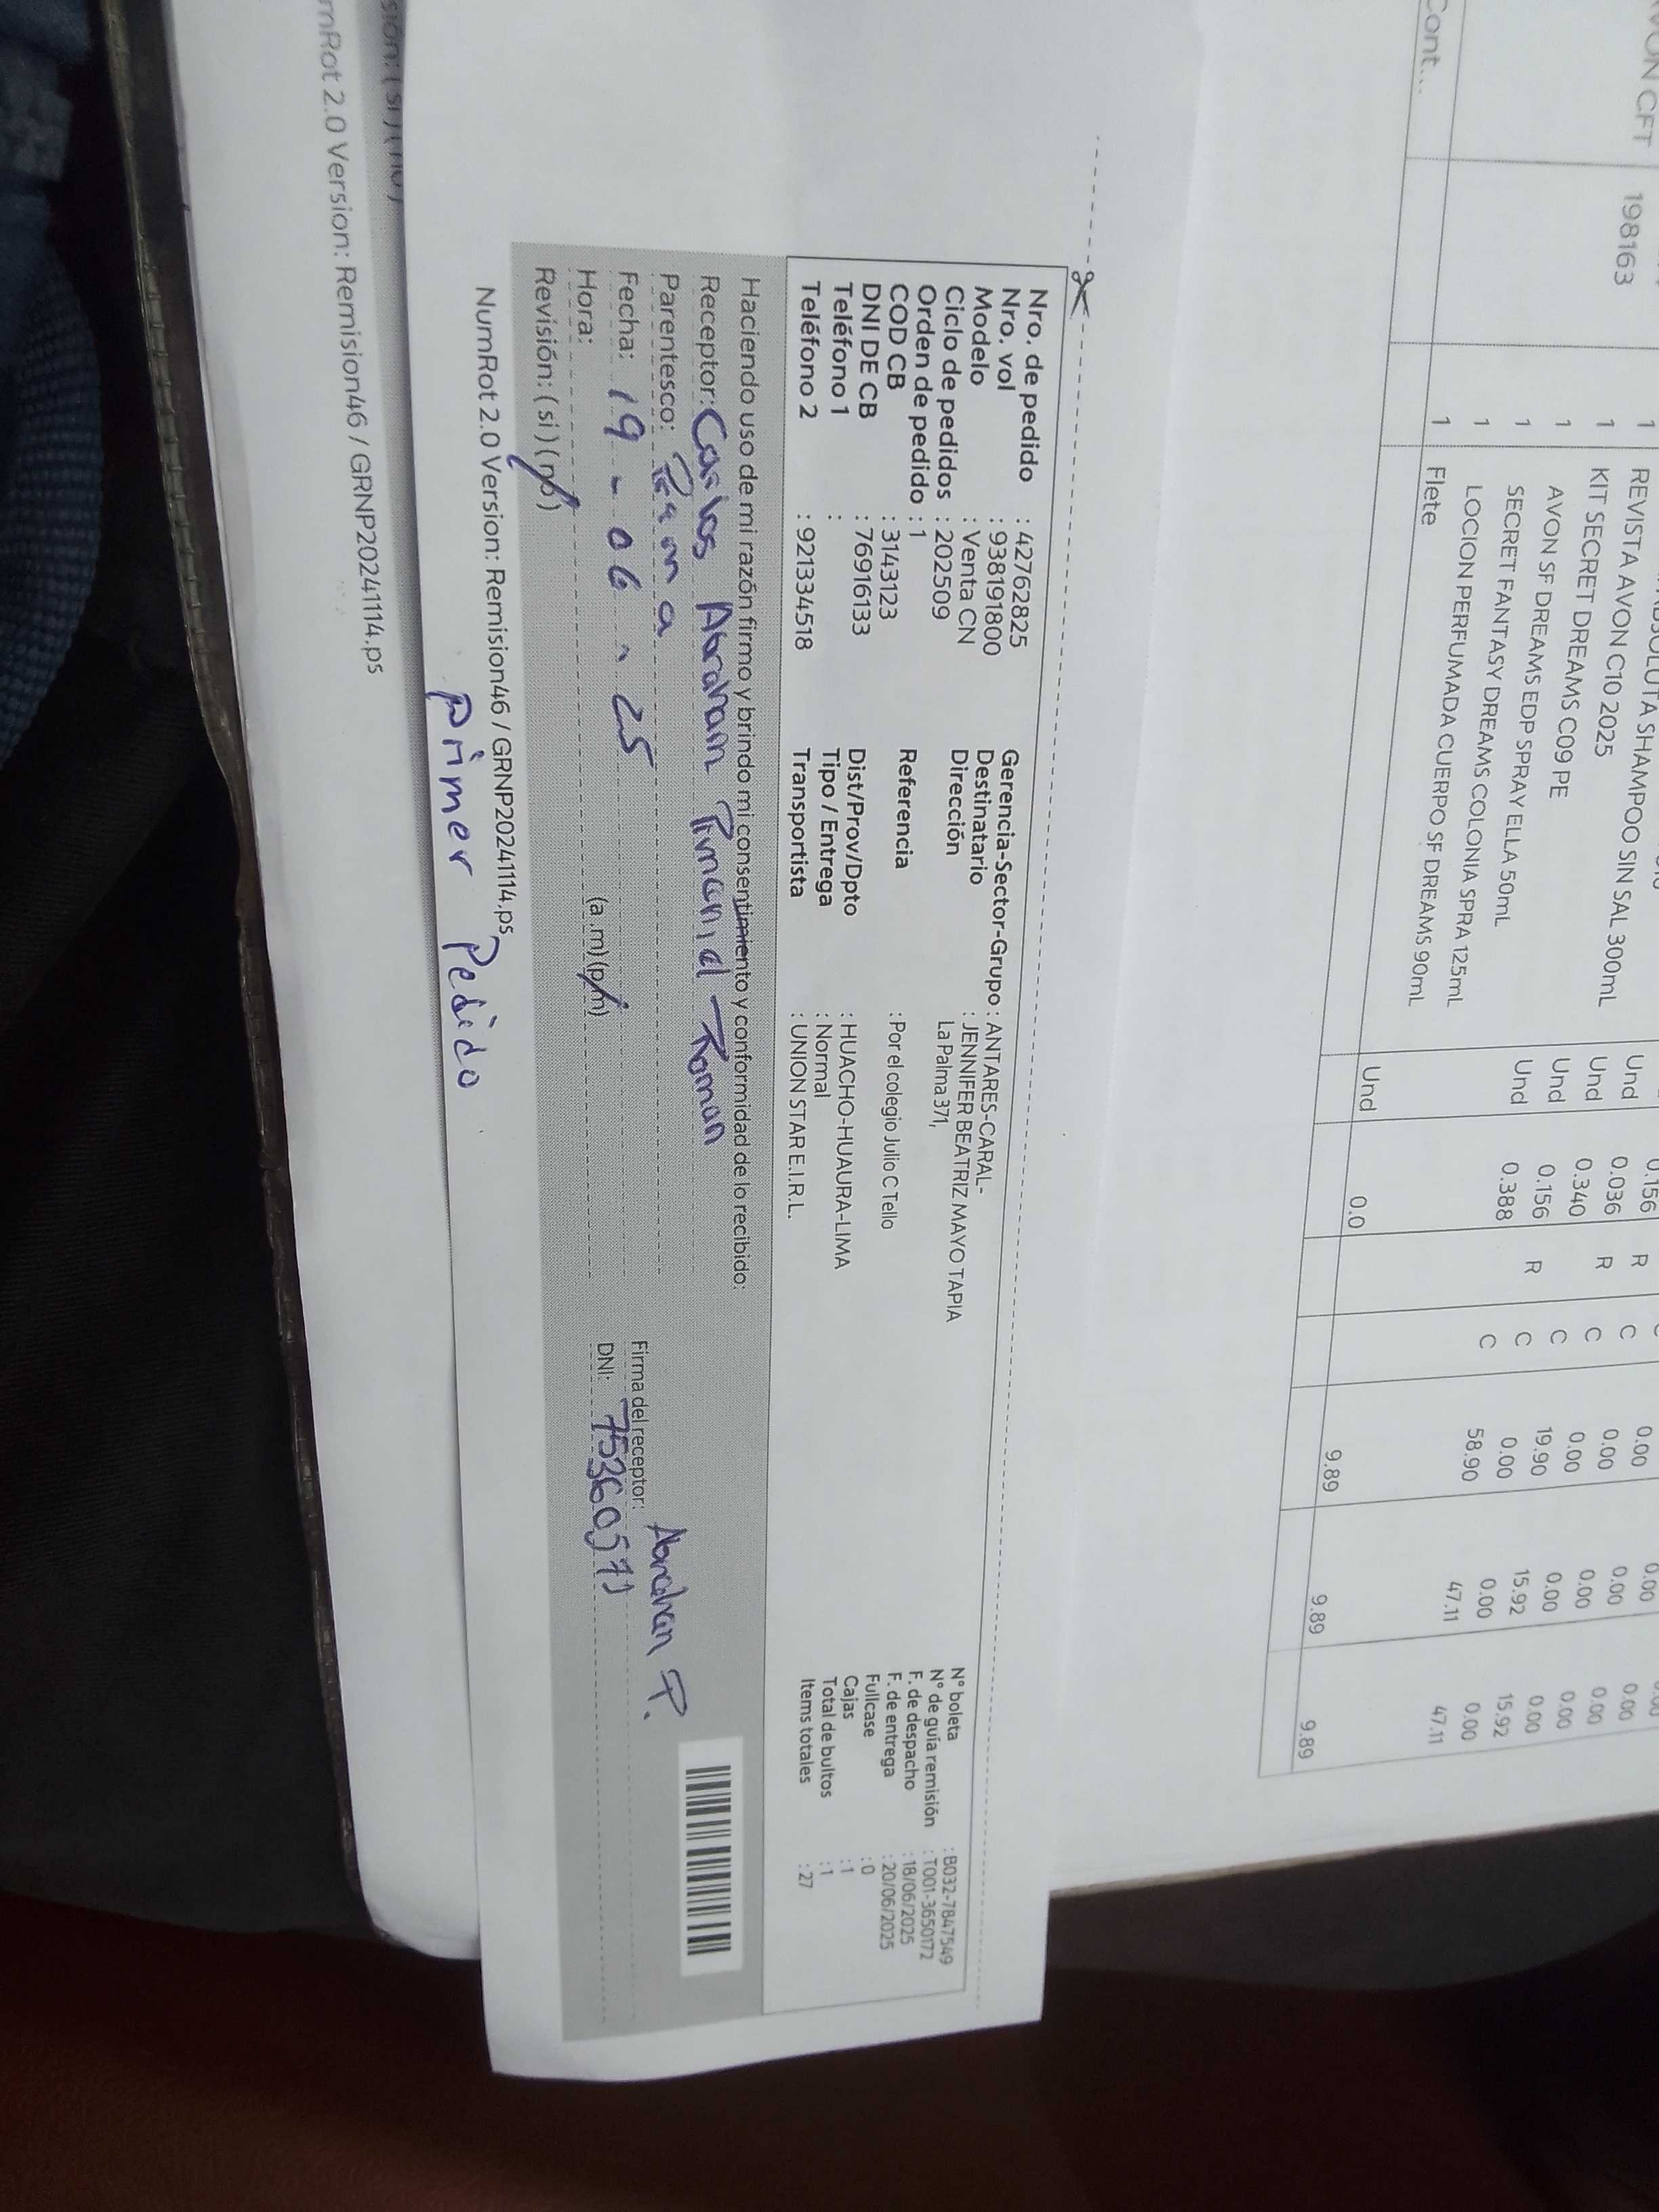 AVON CFT 198163
1 REVISTA AVON C10 2025 Und 0.156 R C 0.00 0.00
1 KIT SECRET DREAMS C09 PE Und 0.036 R C 0.00 0.00 0.00
1 AVON SF DREAMS EDP SPRAY ELLA 50mL Und 0.340 C 0.00 0.00 0.00
1 SECRET FANTASY DREAMS COLONIA SPRA 125mL Und 0.156 R C 19.90 15.92 15.92
1 LOCION PERFUMADA CUERPO SF DREAMS 90mL Und 0.388 C 0.00 0.00 0.00
C 58.90 47.11 47.11
Cont... 1 Flete
Und 0.0 9.89 9.89 9.89
Nro. de pedido : 42762825
Nro. vol : 938191800
Modelo : Venta CN
Ciclo de pedidos : 202509
Orden de pedido : 1
COD CB : 3143123
DNI DE CB : 76916133
Teléfono 1 :
Teléfono 2 : 921334518
Gerencia-Sector-Grupo : ANTARES-CARAL-
Destinatario : JENNIFER BEATRIZ MAYO TAPIA
Dirección La Palma 371,
Referencia : Por el colegio Julio C Tello
Dist/Prov/Dpto : HUACHO-HUAURA-LIMA
Tipo / Entrega : Normal
Transportista : UNION STAR E.I.R.L.
N° boleta : B032-7847549
N° de guía remisión : T001-3650172
F. de despacho : 18/06/2025
F. de entrega : 20/06/2025
Fullcase : 0
Cajas : 1
Total de bultos : 1
Items totales : 27
Haciendo uso de mi razón firmo y brindo mi consentimiento y conformidad de lo recibido:
Receptor: Carlos Abraham Roman
Parentesco:
Fecha: 19 - 06 - 25
Hora: (a.m) (p.m)
Revisión: (si) (no)
Firma del receptor: Abraham P.
DNI:
NumRot 2.0 Version: Remision46 / GRNP20241114.ps
Primer Pedido
mRot 2.0 Version: Remision46 / GRNP20241114.ps